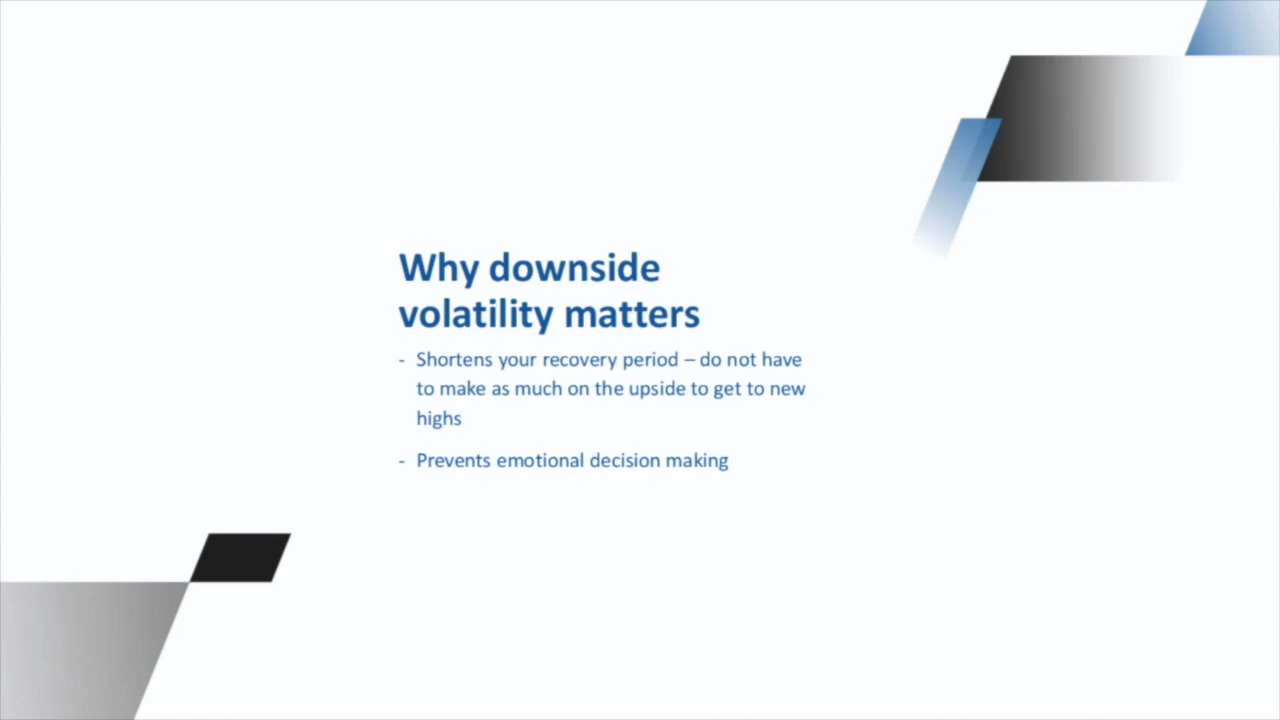 Why downside
volatility matters
- Shortens your recovery period – do not have
to make as much on the upside to get to new
highs
- Prevents emotional decision making